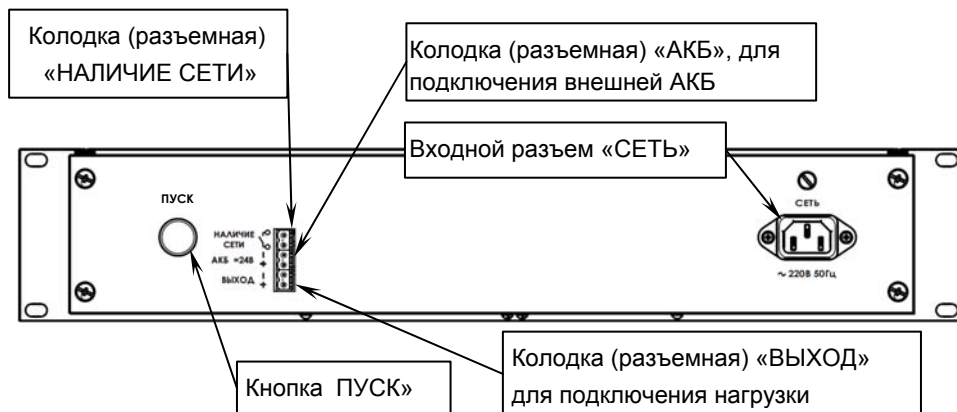 Колодка (разъемная)
«НАЛИЧИЕ СЕТИ»
Колодка (разъемная) «АКБ», для
подключения внешней АКБ
Входной разъем «СЕТЬ»
ПУСК
НАЛИЧИЕ
СЕТИ
АКБ =24В
ВЫХОД
- + - +
СЕТЬ
~ 220В 50Гц
Кнопка ПУСК»
Колодка (разъемная) «ВЫХОД»
для подключения нагрузки